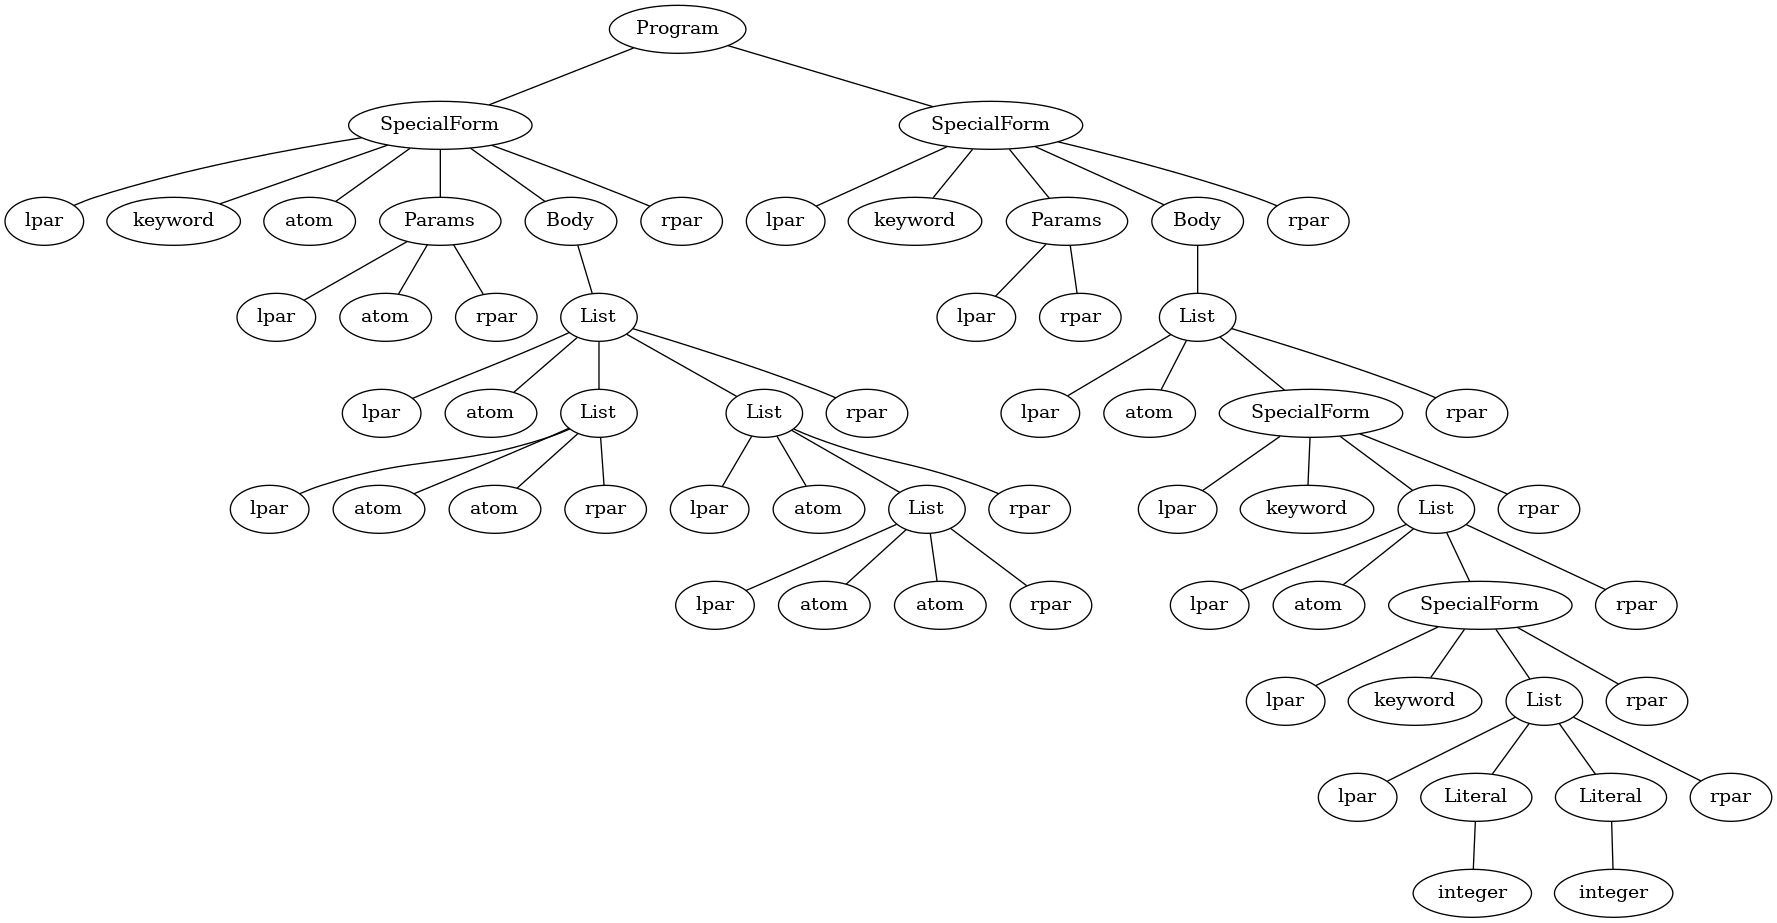 Program
SpecialForm SpecialForm
lpar keyword atom Params Body rpar lpar keyword Params Body rpar
lpar atom rpar List lpar rpar List
lpar atom List List rpar lpar atom SpecialForm rpar
lpar atom atom rpar lpar atom List rpar lpar keyword List rpar
lpar atom atom rpar lpar atom SpecialForm rpar
lpar keyword List rpar
lpar Literal Literal rpar
integer integer